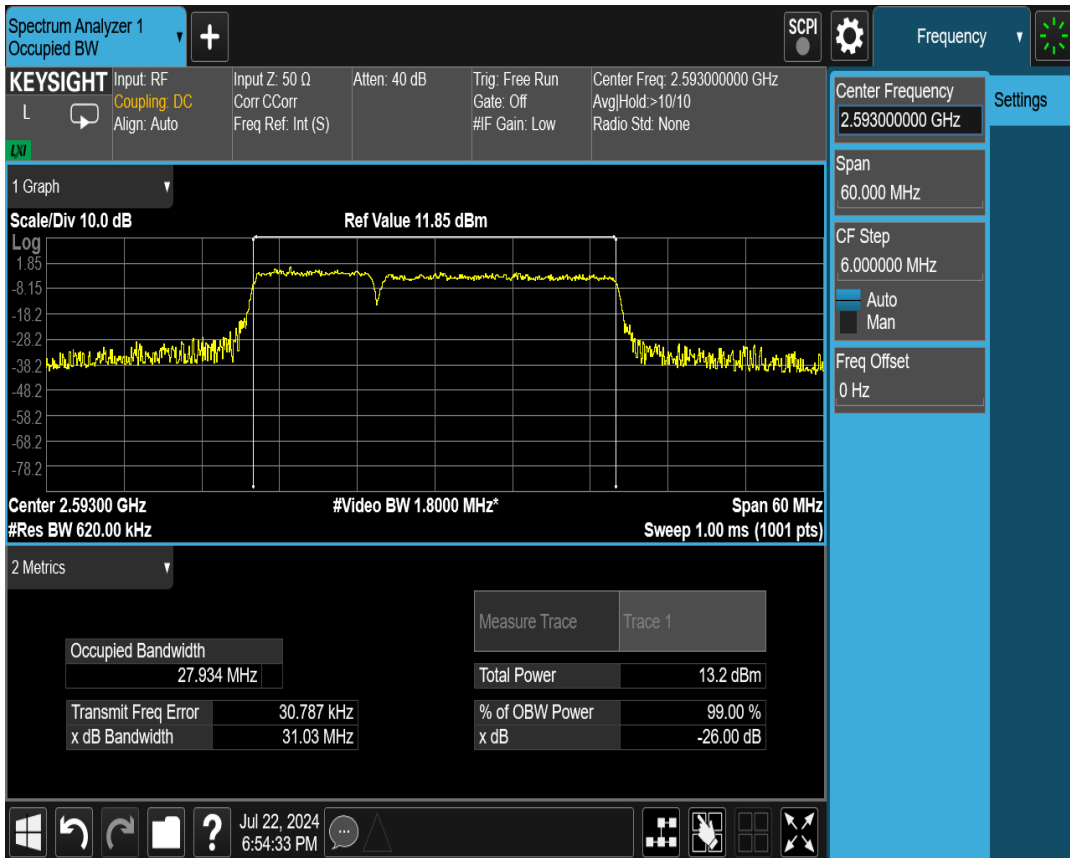 Spectrum Analyzer 1
Occupied BW
+
SCPI
Frequency
KEYSIGHT
L
LXI
Input: RF
Coupling: DC
Align: Auto
Input Z: 50 Ω
Corr CCorr
Freq Ref: Int (S)
Atten: 40 dB
Trig: Free Run
Gate: Off
#IF Gain: Low
Center Freq: 2.593000000 GHz
Avg|Hold:>10/10
Radio Std: None
Center Frequency
2.593000000 GHz
Settings
Span
60.000 MHz
CF Step
6.000000 MHz
Auto
Man
Freq Offset
0 Hz
1 Graph
Scale/Div 10.0 dB
Ref Value 11.85 dBm
Log
1.85
-8.15
-18.2
-28.2
-38.2
-48.2
-58.2
-68.2
-78.2
Center 2.59300 GHz
#Video BW 1.8000 MHz*
Span 60 MHz
#Res BW 620.00 kHz
Sweep 1.00 ms (1001 pts)
2 Metrics
Measure Trace
Trace 1
Occupied Bandwidth
27.934 MHz
Total Power
13.2 dBm
Transmit Freq Error
30.787 kHz
% of OBW Power
99.00 %
x dB Bandwidth
31.03 MHz
x dB
-26.00 dB
?
Jul 22, 2024
6:54:33 PM